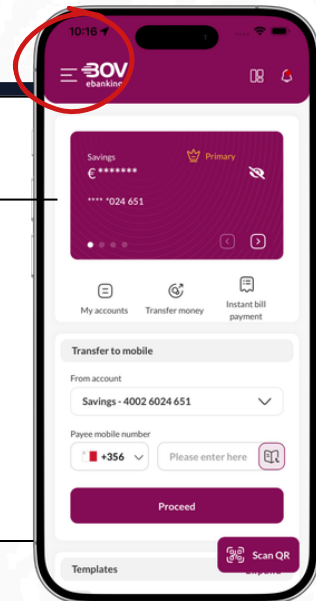 10:16
BOV
ebanking
Savings
Primary
€ *******
**** *024 651
My accounts
Transfer money
Instant bill
payment
Transfer to mobile
From account
Savings - 4002 6024 651
Payee mobile number
+356
Please enter here
Proceed
Scan QR
Templates